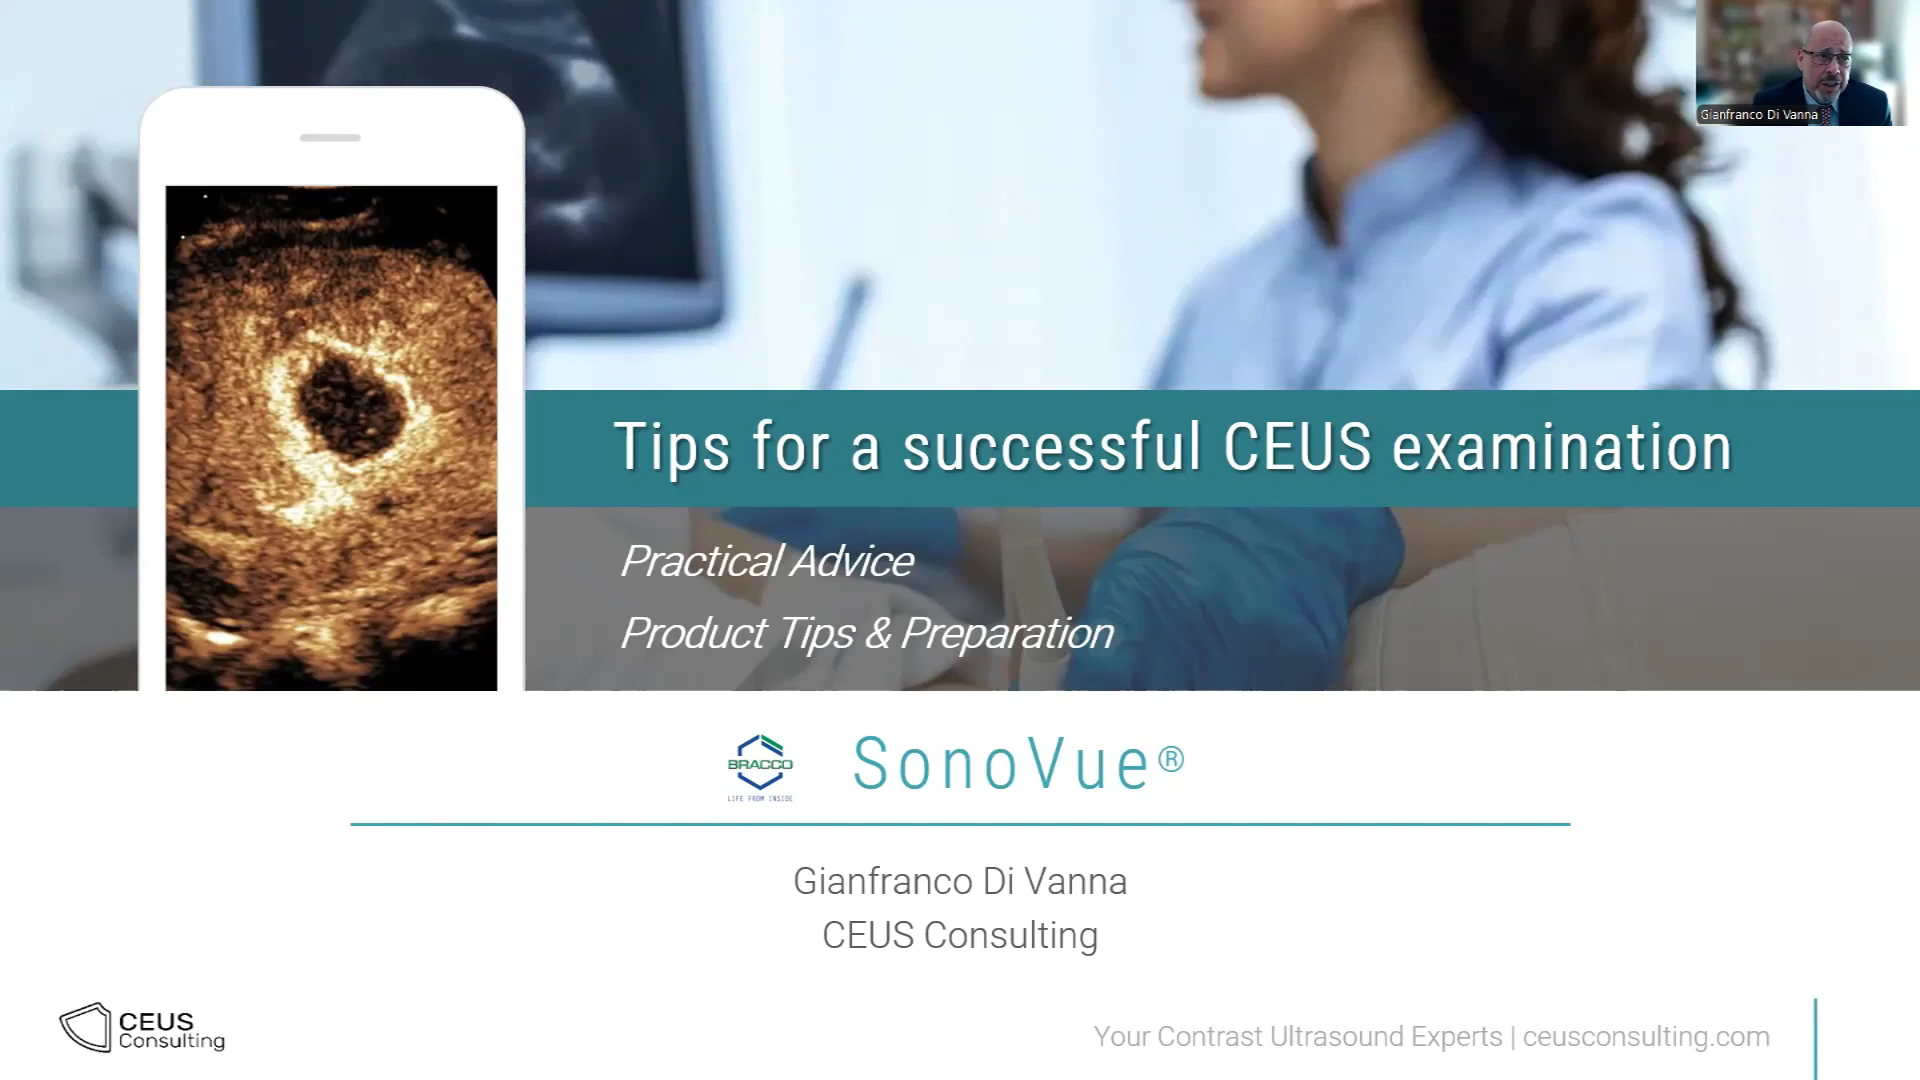 Gianfranco Di Vanna
Tips for a successful CEUS examination
Practical Advice
Product Tips & Preparation
BRACCO
LIFE FROM INSIDE
SonoVue®
Gianfranco Di Vanna
CEUS Consulting
CEUS
Consulting
Your Contrast Ultrasound Experts | ceusconsulting.com